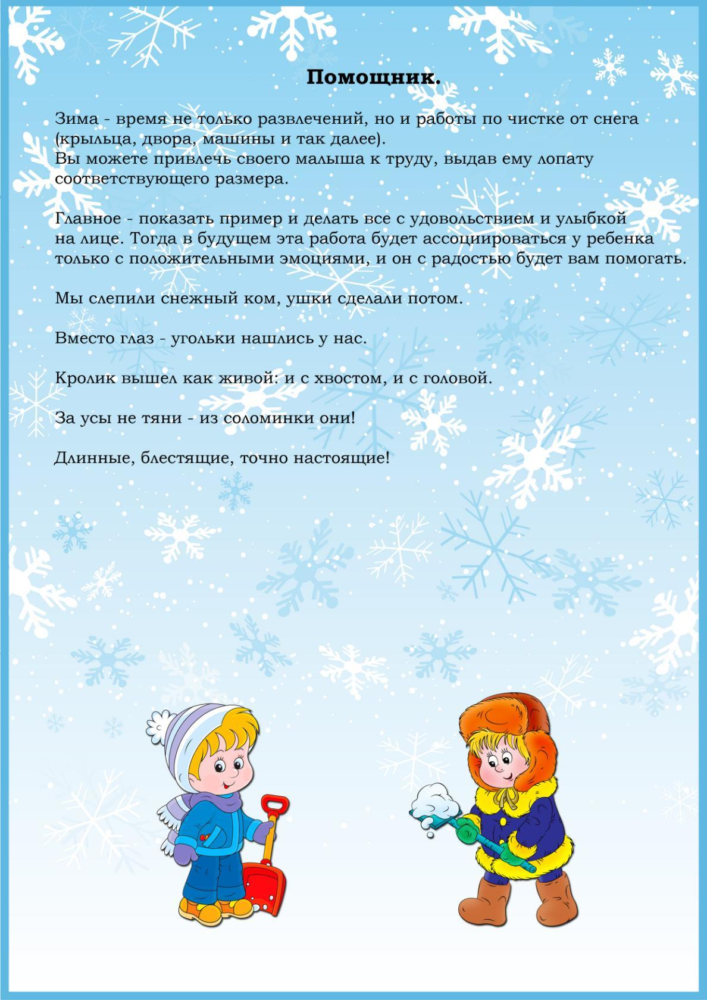 Помощник.
Зима - время не только развлечений, но и работы по чистке от снега
(крыльца, двора, машины и так далее).
Вы можете привлечь своего малыша к труду, выдав ему лопату
соответствующего размера.
Главное - показать пример и делать все с удовольствием и улыбкой
на лице. Тогда в будущем эта работа будет ассоциироваться у ребенка
только с положительными эмоциями, и он с радостью будет вам помогать.
Мы слепили снежный ком, ушки сделали потом.
Вместо глаз - угольки нашлись у нас.
Кролик вышел как живой: и с хвостом, и с головой.
За усы не тяни - из соломинки они!
Длинные, блестящие, точно настоящие!